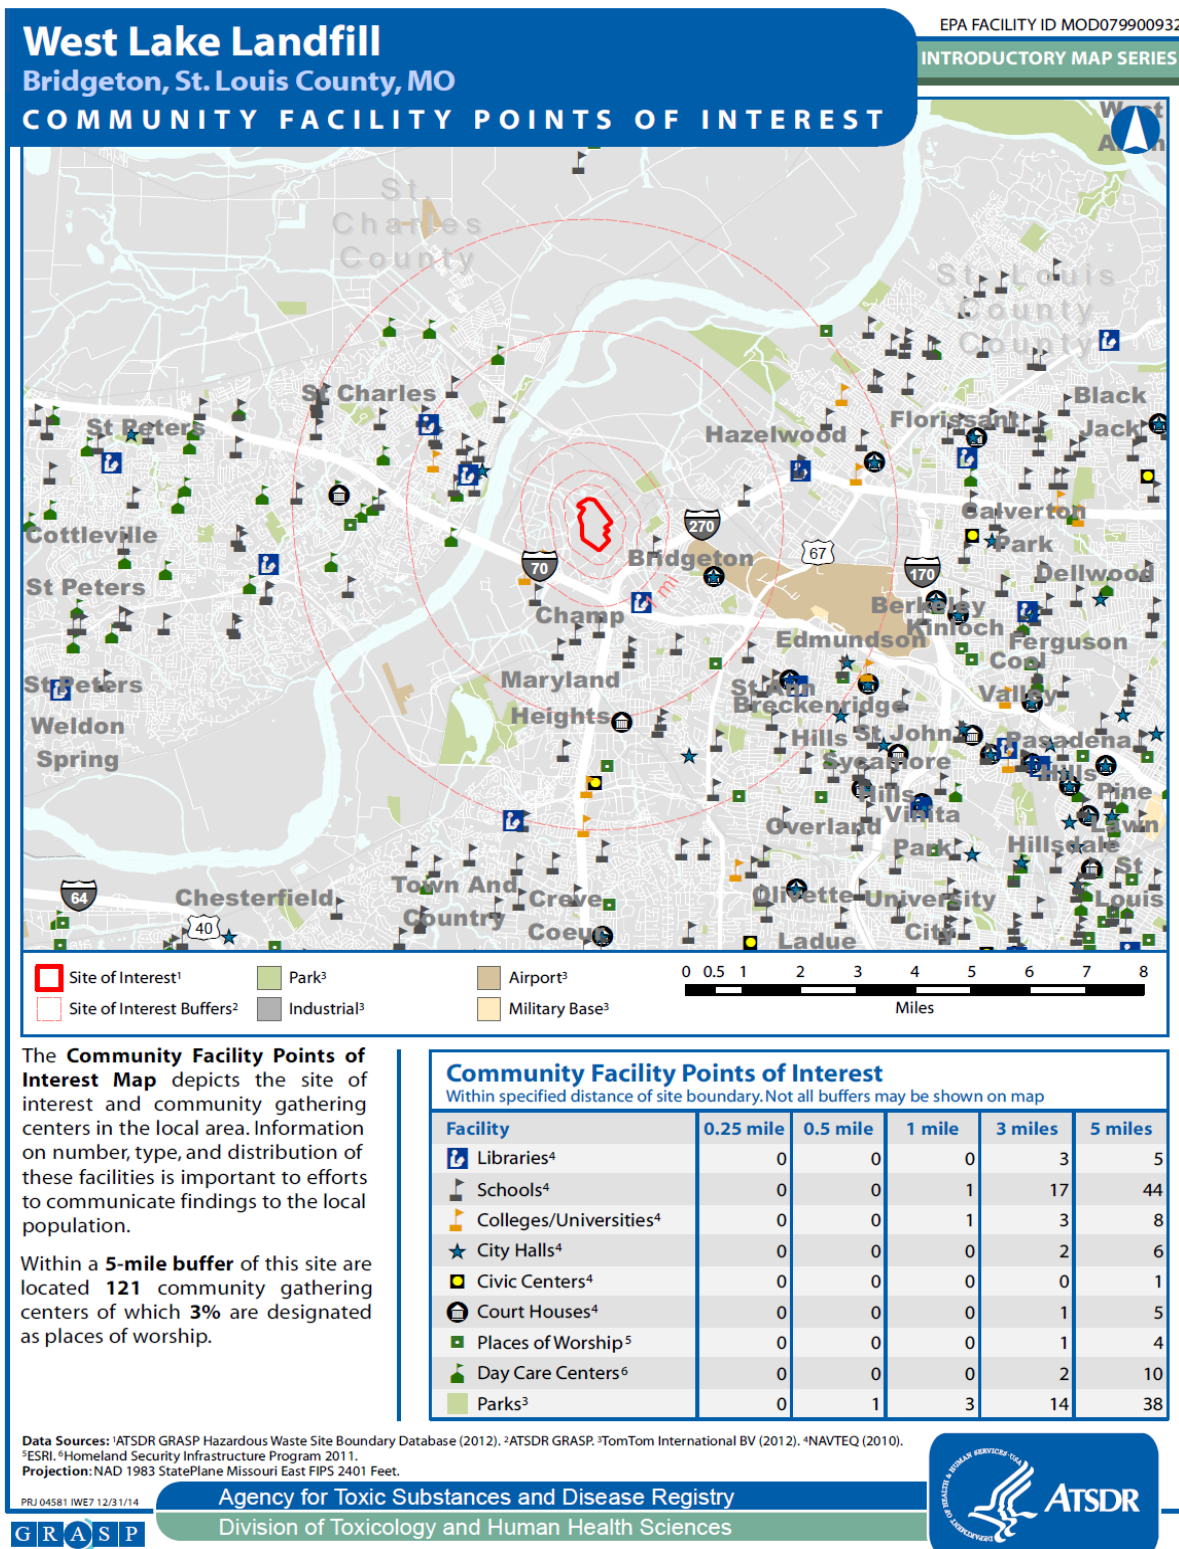 West Lake Landfill
Bridgeton, St. Louis County, MO
COMMUNITY FACILITY POINTS OF INTEREST
EPA FACILITY ID MOD079900932
INTRODUCTORY MAP SERIES
St.
Charles
County
St. Louis
County
County
St Charles
St Peters
Black
Jack
Florissant
Hazelwood
Calverton
Park
Cottleville
270
67
Bridgeton
70
170
1 mi
Dellwood
St Peters
Champ
Berkeley
Kinloch
Edmundson
Ferguson
Cool
Valley
Maryland
Heights
St Ann
Breckenridge
Hills
St Peters
Weldon
Spring
St John
Sycamore
Hills
Pasadena
Hills
Pine
Lawn
Vinita
Park
Overland
Hillsdale
St
Louis
64
Chesterfield
40
Town And
Country
Creve
Coeur
Olivette
University
City
Ladue
Site of Interest¹
Site of Interest Buffers²
Park³
Industrial³
Airport³
Military Base³
0 0.5 1 2 3 4 5 6 7 8
Miles
The Community Facility Points of
Interest Map depicts the site of
interest and community gathering
centers in the local area. Information
on number, type, and distribution of
these facilities is important to efforts
to communicate findings to the local
population.
Within a 5-mile buffer of this site are
located 121 community gathering
centers of which 3% are designated
as places of worship.
Community Facility Points of Interest
Within specified distance of site boundary. Not all buffers may be shown on map
Facility 0.25 mile 0.5 mile 1 mile 3 miles 5 miles
Libraries⁴ 0 0 0 3 5
Schools⁴ 0 0 1 17 44
Colleges/Universities⁴ 0 0 1 3 8
City Halls⁴ 0 0 0 2 6
Civic Centers⁴ 0 0 0 0 1
Court Houses⁴ 0 0 0 1 5
Places of Worship⁵ 0 0 0 1 4
Day Care Centers⁶ 0 0 0 2 10
Parks³ 0 1 3 14 38
Data Sources: ¹ATSDR GRASP Hazardous Waste Site Boundary Database (2012). ²ATSDR GRASP. ³TomTom International BV (2012). ⁴NAVTEQ (2010).
⁵ESRI. ⁶Homeland Security Infrastructure Program 2011.
Projection: NAD 1983 StatePlane Missouri East FIPS 2401 Feet.
PRJ 04581 IWE7 12/31/14
Agency for Toxic Substances and Disease Registry
Division of Toxicology and Human Health Sciences
GRASP
DEPARTMENT OF HEALTH & HUMAN SERVICES·USA
ATSDR